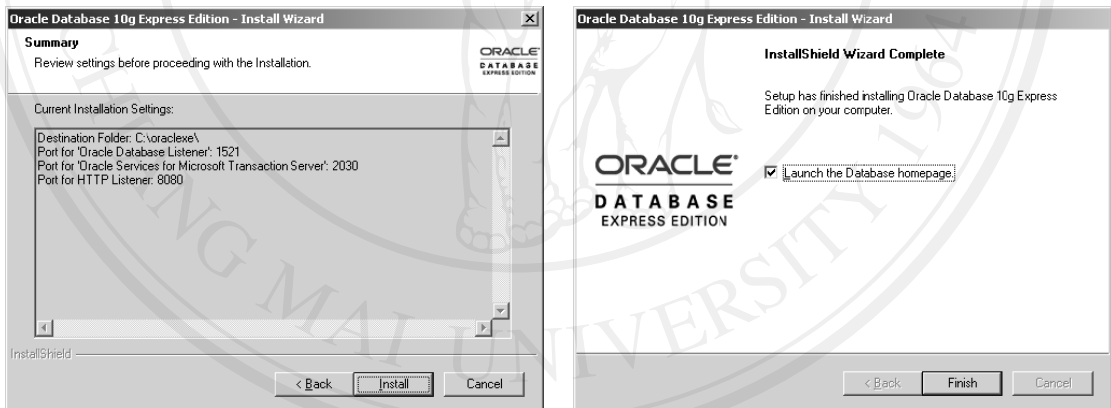 Oracle Database 10g Express Edition - Install Wizard
Summary
Review settings before proceeding with the Installation.
ORACLE
DATABASE
EXPRESS EDITION
Current Installation Settings:
Destination Folder: C:\oraclexe\
Port for 'Oracle Database Listener': 1521
Port for 'Oracle Services for Microsoft Transaction Server': 2030
Port for HTTP Listener: 8080
InstallShield
< Back
Install
Cancel
Oracle Database 10g Express Edition - Install Wizard
InstallShield Wizard Complete
Setup has finished installing Oracle Database 10g Express
Edition on your computer.
ORACLE®
DATABASE
EXPRESS EDITION
Launch the Database homepage.
< Back
Finish
Cancel
CHIANG MAI UNIVERSITY 1964